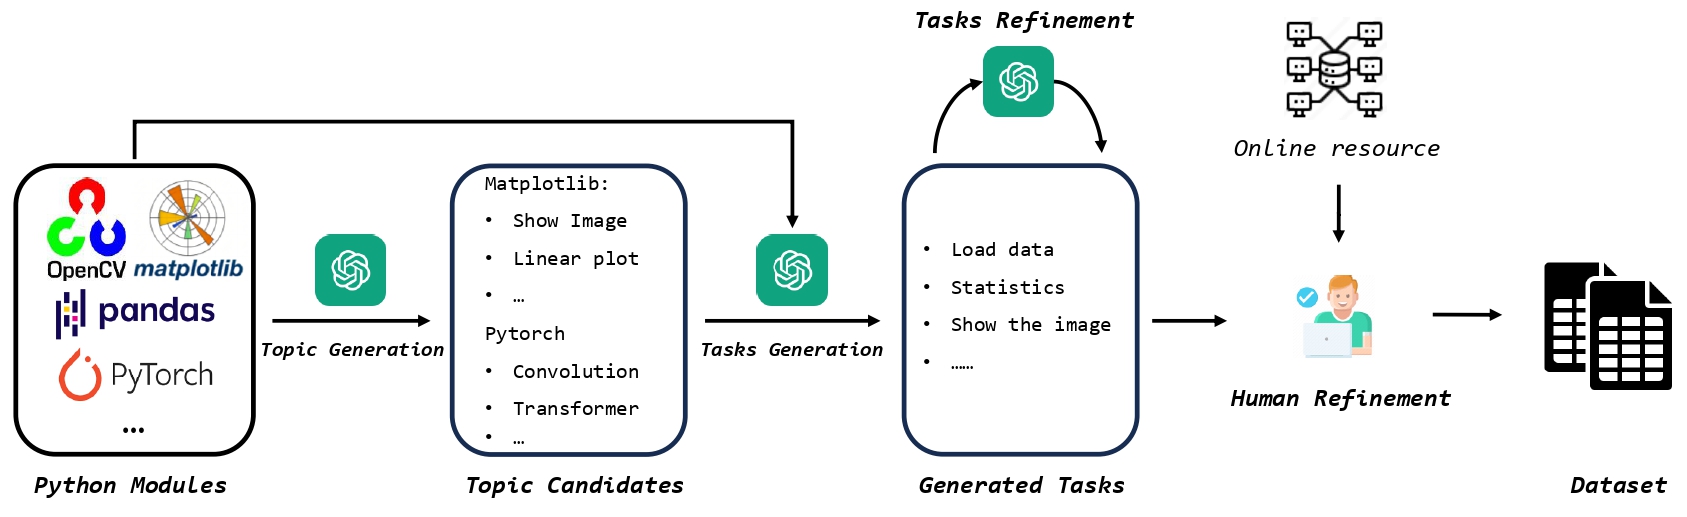 Tasks Refinement
Online resource
OpenCV
matplotlib
pandas
PyTorch
...
Python Modules
Topic Generation
Matplotlib:
• Show Image
• Linear plot
• …
Pytorch
• Convolution
• Transformer
• …
Topic Candidates
Tasks Generation
• Load data
• Statistics
• Show the image
• ……
Generated Tasks
Human Refinement
Dataset